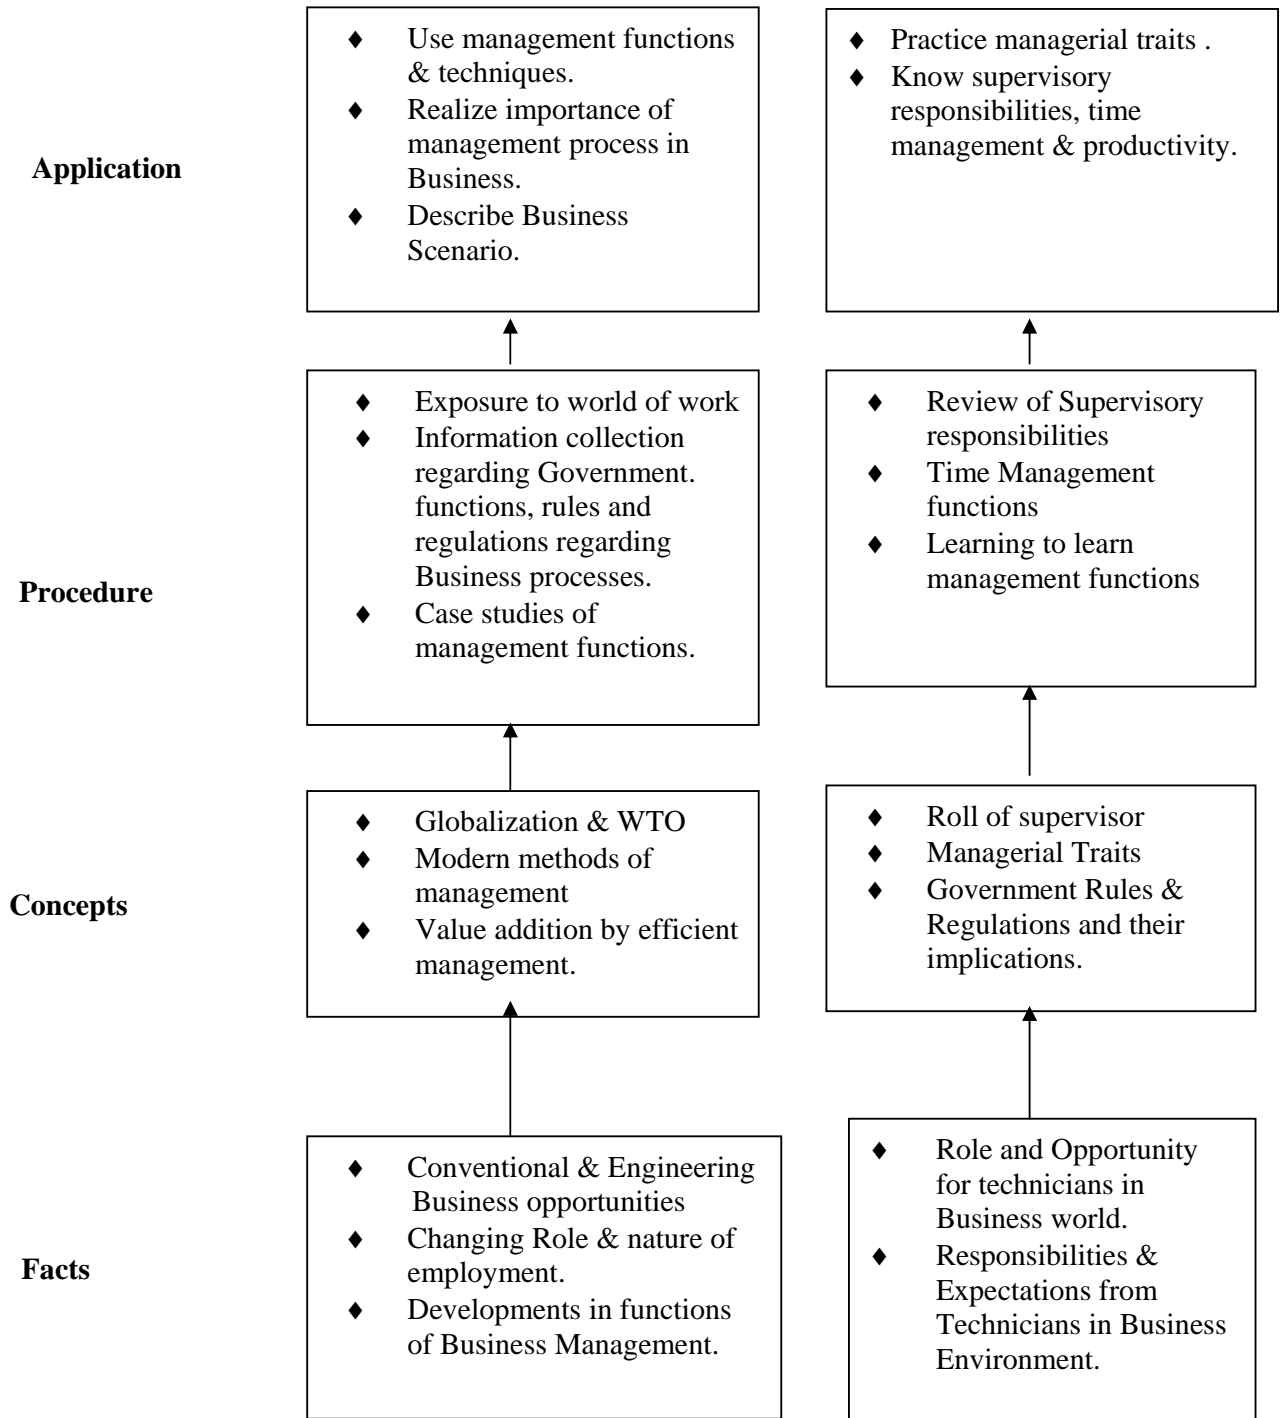 Application
♦ Use management functions
& techniques.
♦ Realize importance of
management process in
Business.
♦ Describe Business
Scenario.
♦ Practice managerial traits .
♦ Know supervisory
responsibilities, time
management & productivity.
Procedure
♦ Exposure to world of work
♦ Information collection
regarding Government.
functions, rules and
regulations regarding
Business processes.
♦ Case studies of
management functions.
♦ Review of Supervisory
responsibilities
♦ Time Management
functions
♦ Learning to learn
management functions
Concepts
♦ Globalization & WTO
♦ Modern methods of
management
♦ Value addition by efficient
management.
♦ Roll of supervisor
♦ Managerial Traits
♦ Government Rules &
Regulations and their
implications.
Facts
♦ Conventional & Engineering
Business opportunities
♦ Changing Role & nature of
employment.
♦ Developments in functions
of Business Management.
♦ Role and Opportunity
for technicians in
Business world.
♦ Responsibilities &
Expectations from
Technicians in Business
Environment.